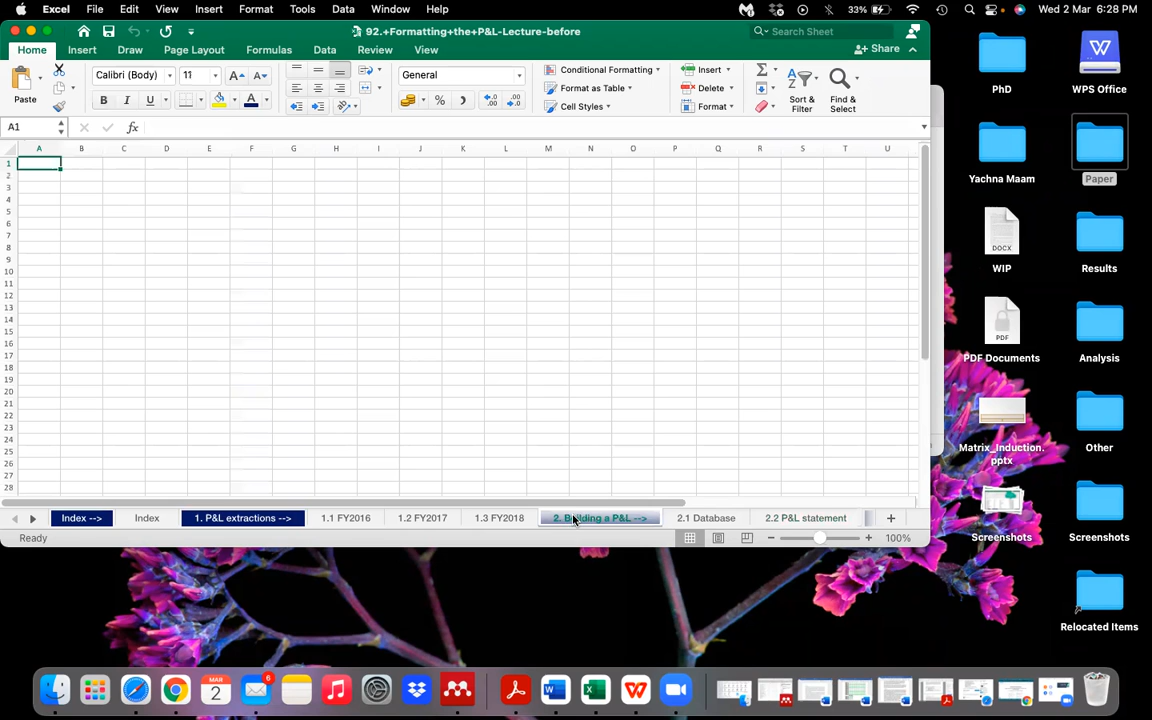 Excel File Edit View Insert Format Tools Data Window Help
33% Wed 2 Mar 6:28 PM
92.+Formatting+the+P&L-Lecture-before
Search Sheet
Home Insert Draw Page Layout Formulas Data Review View
Share
Paste
Calibri (Body) 11
B I U
A
General
Conditional Formatting
Format as Table
Cell Styles
Insert
Delete
Format
Sort & Filter
Find & Select
A1
fx
A B C D E F G H I J K L M N O P Q R S T U
1
2
3
4
5
6
7
8
9
10
11
12
13
14
15
16
17
18
19
20
21
22
23
24
25
26
27
28
Index --> Index 1. P&L extractions --> 1.1 FY2016 1.2 FY2017 1.3 FY2018 2. Building a P&L --> 2.1 Database 2.2 P&L statement
Ready
100%
PhD
WPS Office
Yachna Maam
Paper
DOCX
WIP
Results
PDF
PDF Documents
Analysis
Matrix_Induction.
pptx
Other
Screenshots
Screenshots
Relocated Items
MAR
2
6